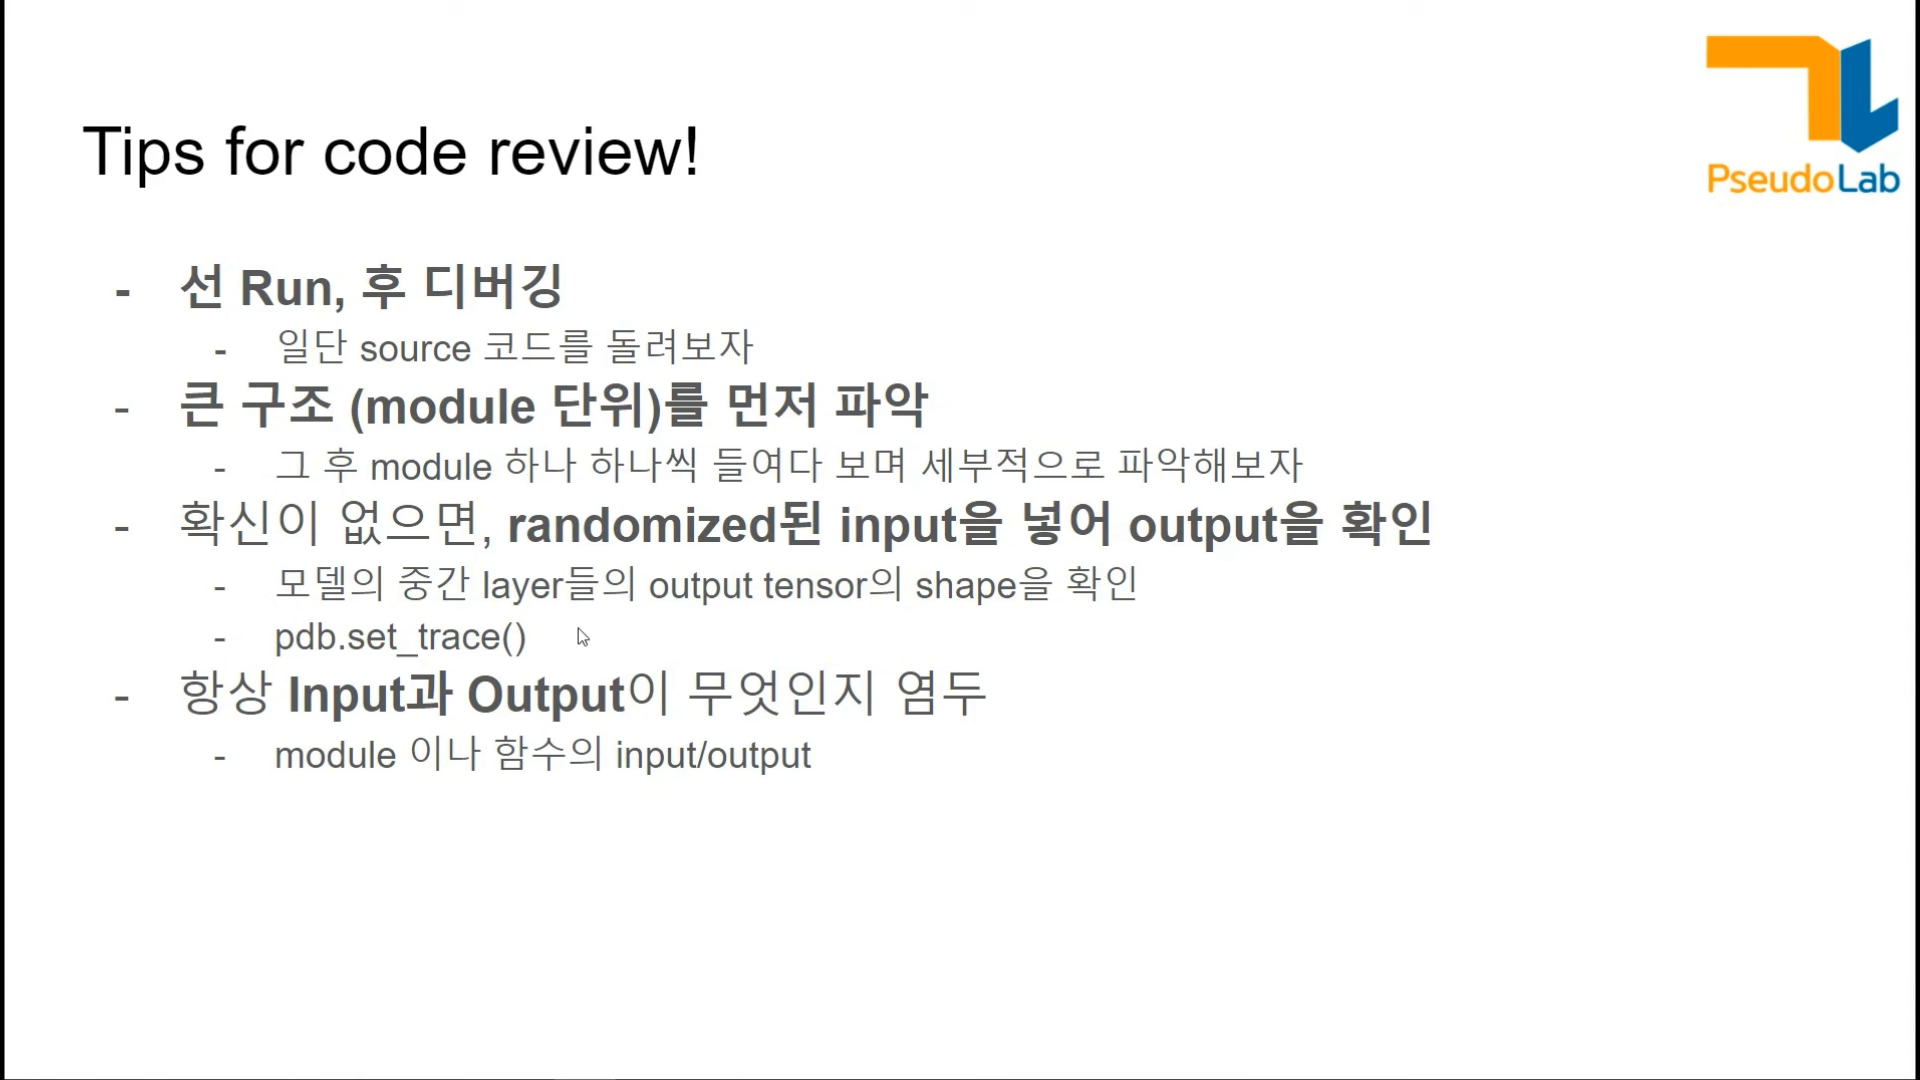 Tips for code review!
PseudoLab
- 선 Run, 후 디버깅
- 일단 source 코드를 돌려보자
- 큰 구조 (module 단위)를 먼저 파악
- 그 후 module 하나 하나씩 들여다 보며 세부적으로 파악해보자
- 확신이 없으면, randomized된 input을 넣어 output을 확인
- 모델의 중간 layer들의 output tensor의 shape을 확인
- pdb.set_trace()
- 항상 Input과 Output이 무엇인지 염두
- module 이나 함수의 input/output